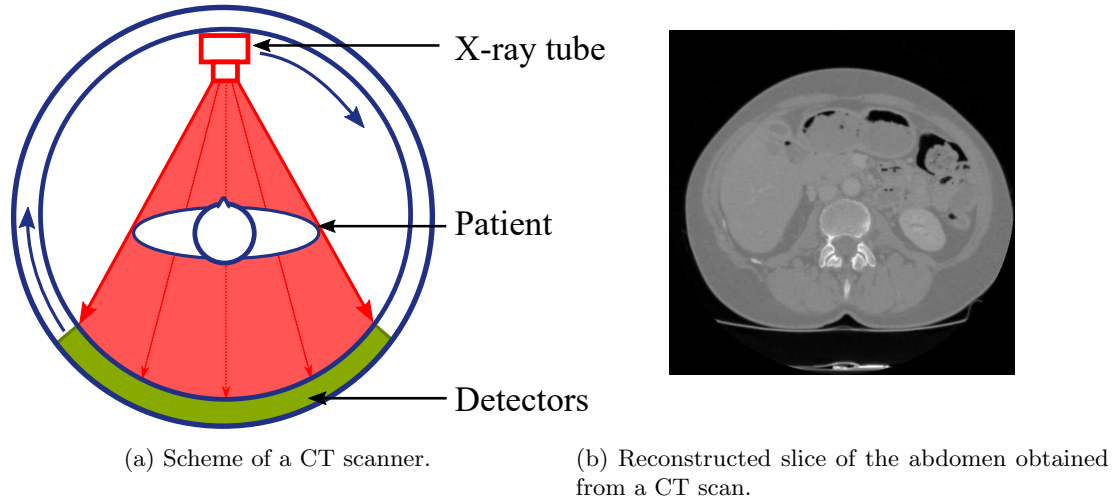 X-ray tube
Patient
Detectors
(a) Scheme of a CT scanner.
(b) Reconstructed slice of the abdomen obtained
from a CT scan.